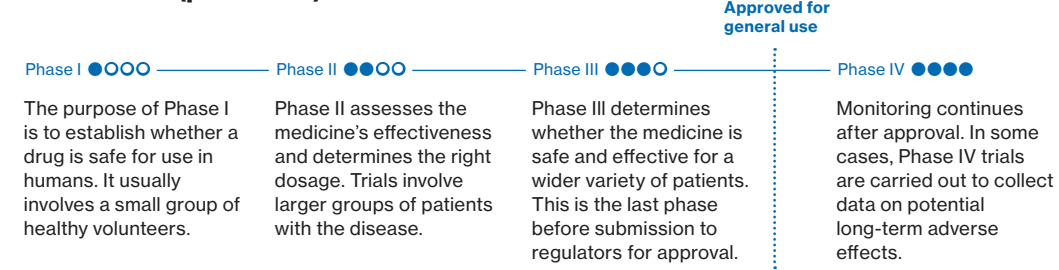 Approved for
general use
Phase I
Phase II
Phase III
Phase IV
The purpose of Phase I
is to establish whether a
drug is safe for use in
humans. It usually
involves a small group of
healthy volunteers.
Phase II assesses the
medicine's effectiveness
and determines the right
dosage. Trials involve
larger groups of patients
with the disease.
Phase III determines
whether the medicine is
safe and effective for a
wider variety of patients.
This is the last phase
before submission to
regulators for approval.
Monitoring continues
after approval. In some
cases, Phase IV trials
are carried out to collect
data on potential
long-term adverse
effects.